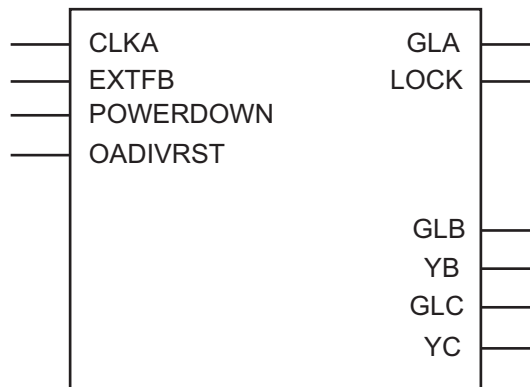 CLKA GLA
EXTFB LOCK
POWERDOWN
OADIVRST
GLB
YB
GLC
YC